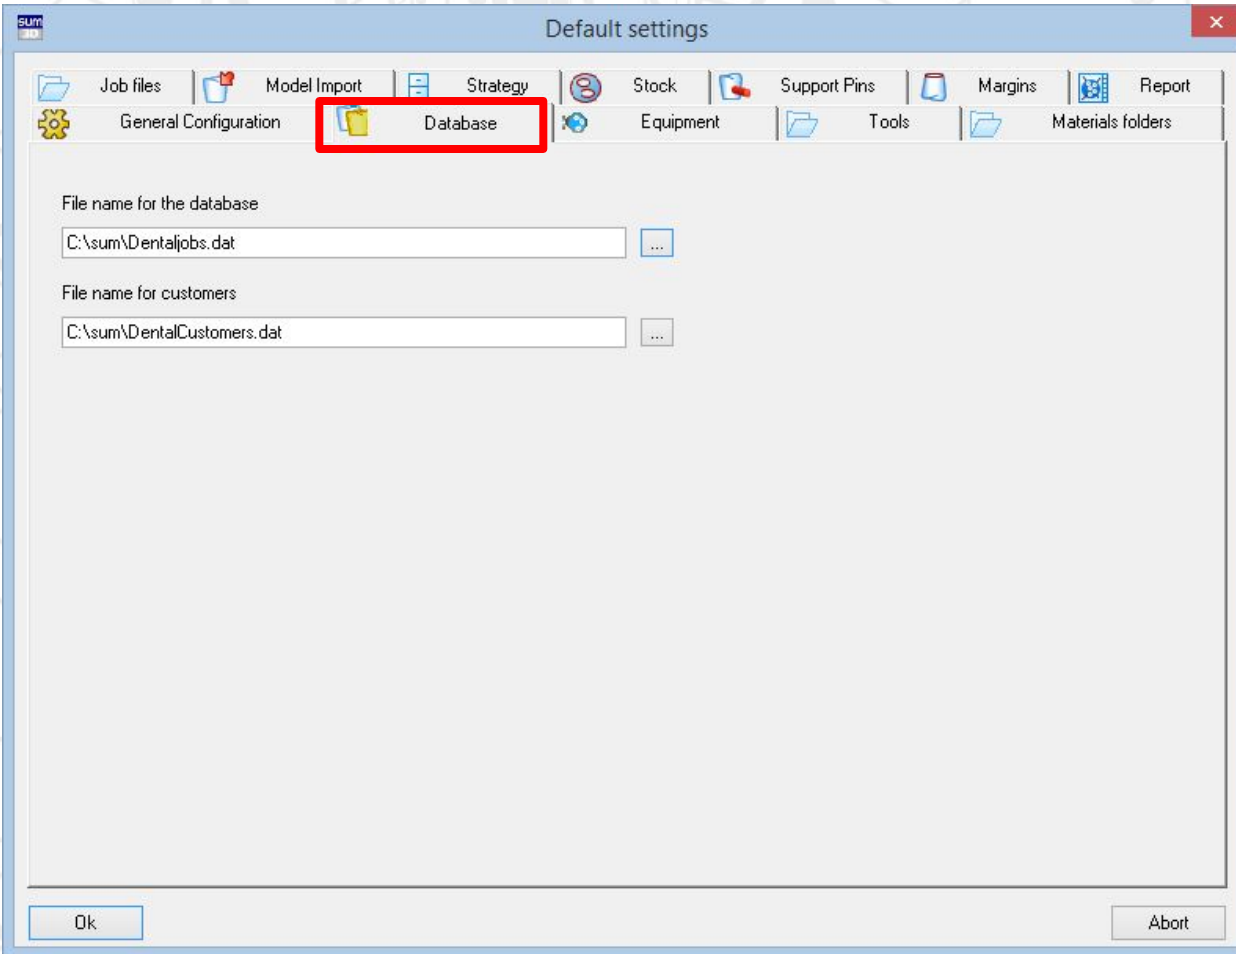 sum
3D
Default settings
Job files Model Import Strategy Stock Support Pins Margins Report
General Configuration Database Equipment Tools Materials folders
File name for the database
C:\sum\Dentaljobs.dat ...
File name for customers
C:\sum\DentalCustomers.dat ...
Ok Abort